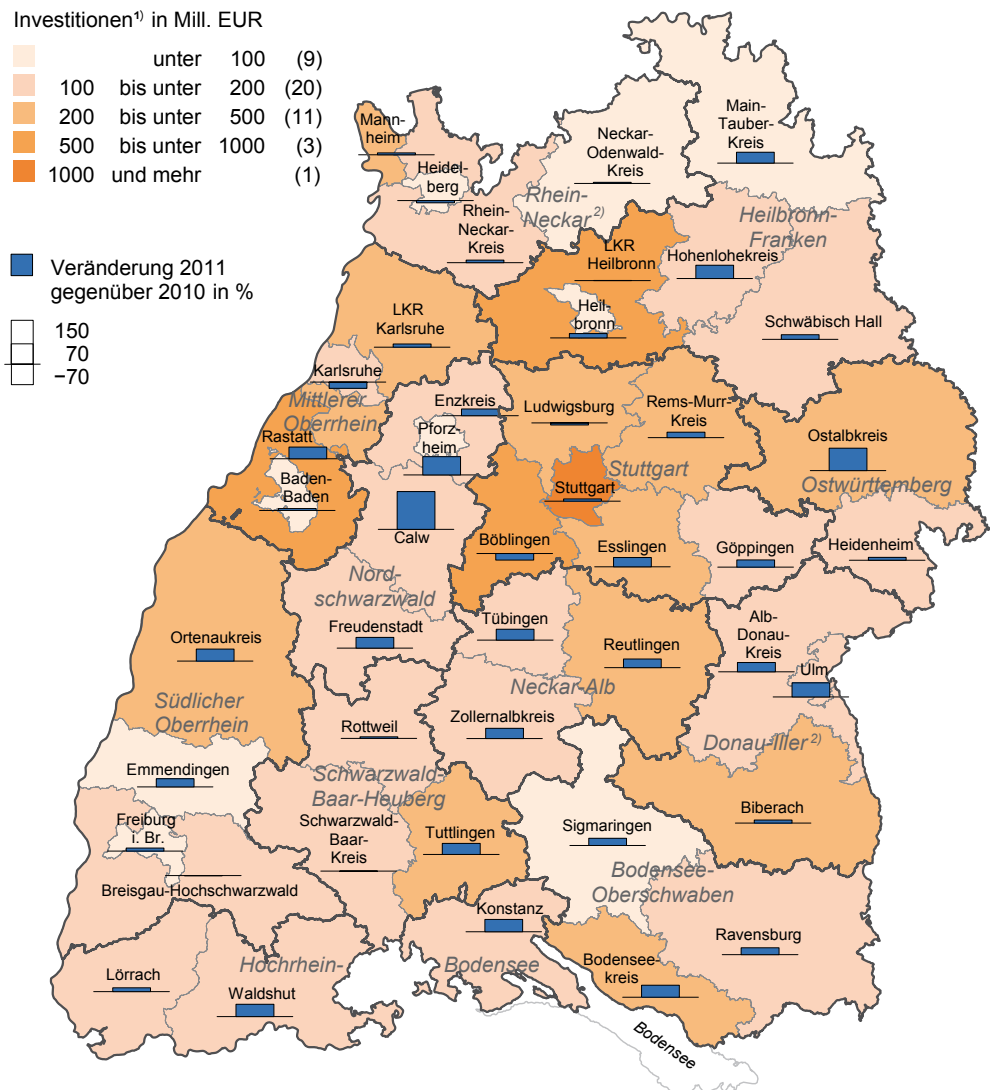 Investitionen¹⁾ in Mill. EUR
unter 100 (9)
100 bis unter 200 (20)
200 bis unter 500 (11)
500 bis unter 1000 (3)
1000 und mehr (1)
Veränderung 2011
gegenüber 2010 in %
150
70
−70
Main-
Tauber-
Kreis
Mann-
heim
Neckar-
Odenwald-
Kreis
Heidel-
berg
Rhein-
Neckar²⁾
Heilbronn-
Franken
Rhein-
Neckar-
Kreis
LKR
Heilbronn
Hohenlohekreis
Heil-
bronn
LKR
Karlsruhe
Schwäbisch Hall
Karlsruhe
Mittlerer
Oberrhein
Enzkreis
Ludwigsburg
Rems-Murr-
Kreis
Rastatt
Pforz-
heim
Ostalbkreis
Stuttgart
Ostwürttemberg
Baden-
Baden
Stuttgart
Calw
Böblingen
Esslingen
Göppingen
Heidenheim
Nord-
schwarzwald
Freudenstadt
Tübingen
Ortenaukreis
Reutlingen
Alb-
Donau-
Kreis
Ulm
Neckar-Alb
Südlicher
Oberrhein
Rottweil
Zollernalbkreis
Donau-Iller²⁾
Emmendingen
Schwarzwald-
Baar-Heuberg
Biberach
Freiburg
i. Br.
Schwarzwald-
Baar-
Kreis
Tuttlingen
Sigmaringen
Breisgau-Hochschwarzwald
Bodensee-
Oberschwaben
Konstanz
Ravensburg
Lörrach
Hochrhein-
Bodensee
Bodensee-
kreis
Waldshut
Bodensee